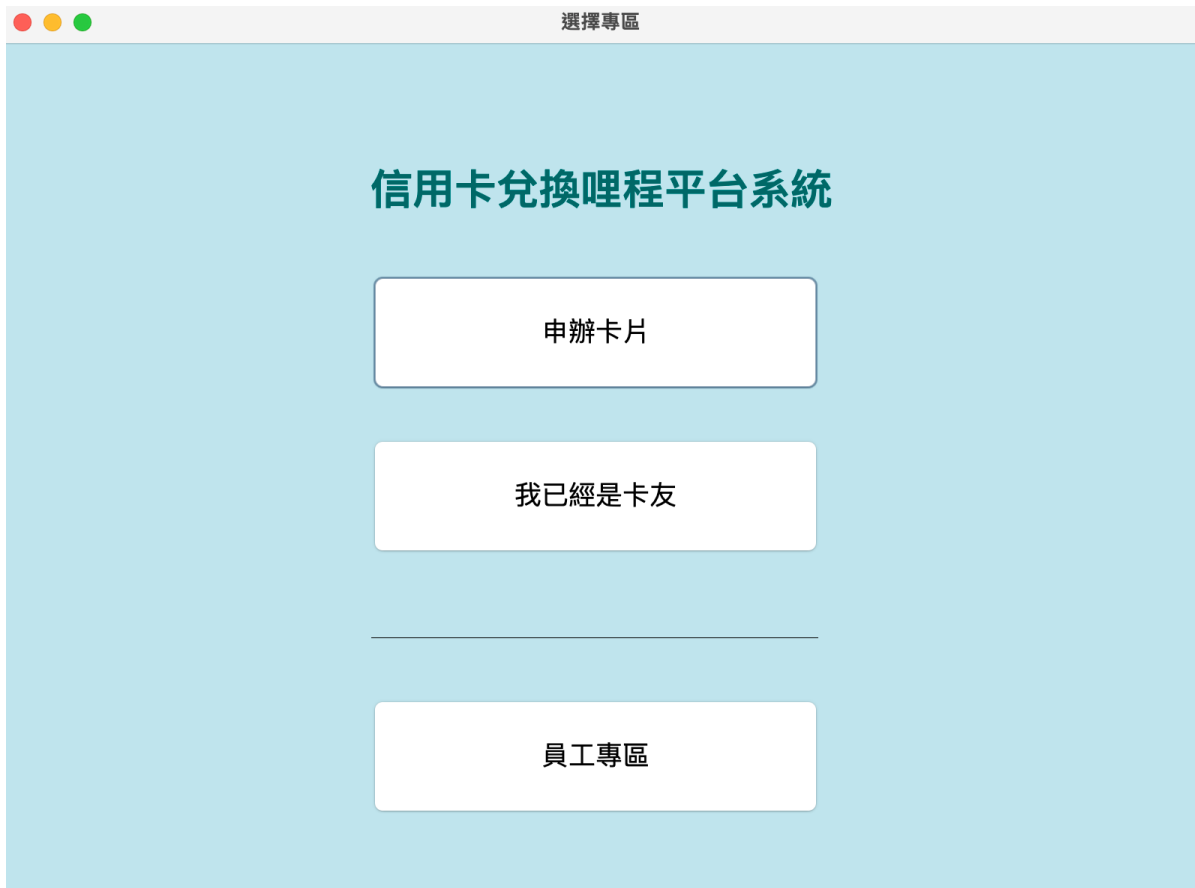 選擇專區
信用卡兌換哩程平台系統
申辦卡片
我已經是卡友
員工專區